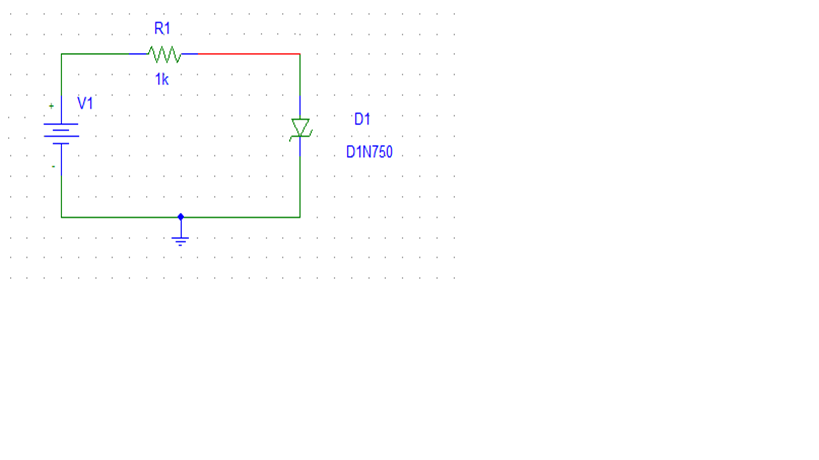 R1
1k
+ V1
-
D1
D1N750